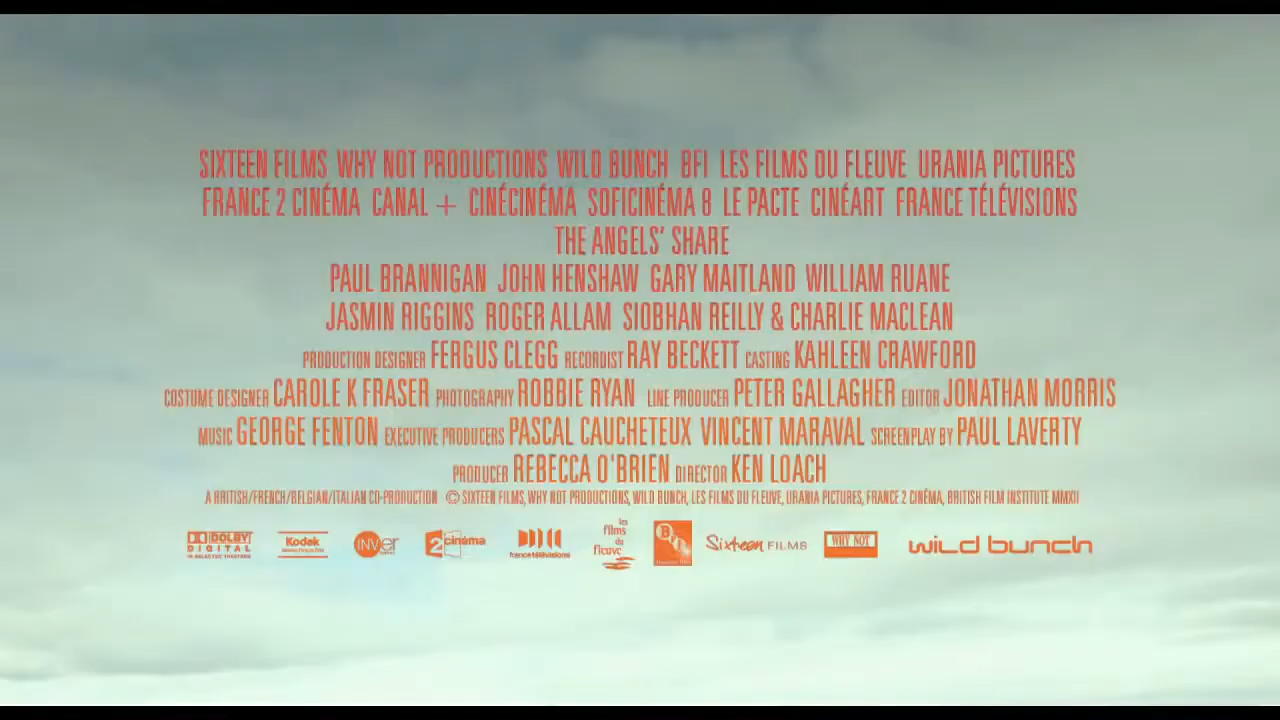 SIXTEEN FILMS WHY NOT PRODUCTIONS WILD BUNCH BFI LES FILMS DU FLEUVE URANIA PICTURES
FRANCE 2 CINÉMA CANAL + CINÉCINÉMA SOFICINÉMA 8 LE PACTE CINÉART FRANCE TÉLÉVISIONS
THE ANGELS' SHARE
PAUL BRANNIGAN JOHN HENSHAW GARY MAITLAND WILLIAM RUANE
JASMIN RIGGINS ROGER ALLAM SIOBHAN REILLY & CHARLIE MACLEAN
PRODUCTION DESIGNER FERGUS CLEGG RECORDIST RAY BECKETT CASTING KAHLEEN CRAWFORD
COSTUME DESIGNER CAROLE K FRASER PHOTOGRAPHY ROBBIE RYAN LINE PRODUCER PETER GALLAGHER EDITOR JONATHAN MORRIS
MUSIC GEORGE FENTON EXECUTIVE PRODUCERS PASCAL CAUCHETEUX VINCENT MARAVAL SCREENPLAY BY PAUL LAVERTY
PRODUCER REBECCA O'BRIEN DIRECTOR KEN LOACH
A BRITISH/FRENCH/BELGIAN/ITALIAN CO-PRODUCTION © SIXTEEN FILMS, WHY NOT PRODUCTIONS, WILD BUNCH, LES FILMS DU FLEUVE, URANIA PICTURES, FRANCE 2 CINÉMA, BRITISH FILM INSTITUTE MMXII
DOLBY DIGITAL IN SELECTED THEATRES
Kodak
INVer
2 cinéma
france télévisions
les films du fleuve
BFI
Sixteen FILMS
WHY NOT
wild bunch